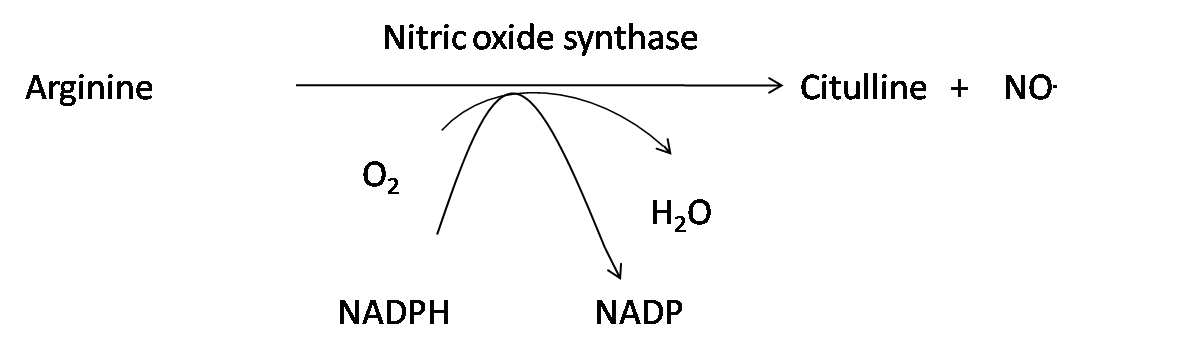 Nitric oxide synthase
Arginine Citulline + NO·
O₂
H₂O
NADPH NADP